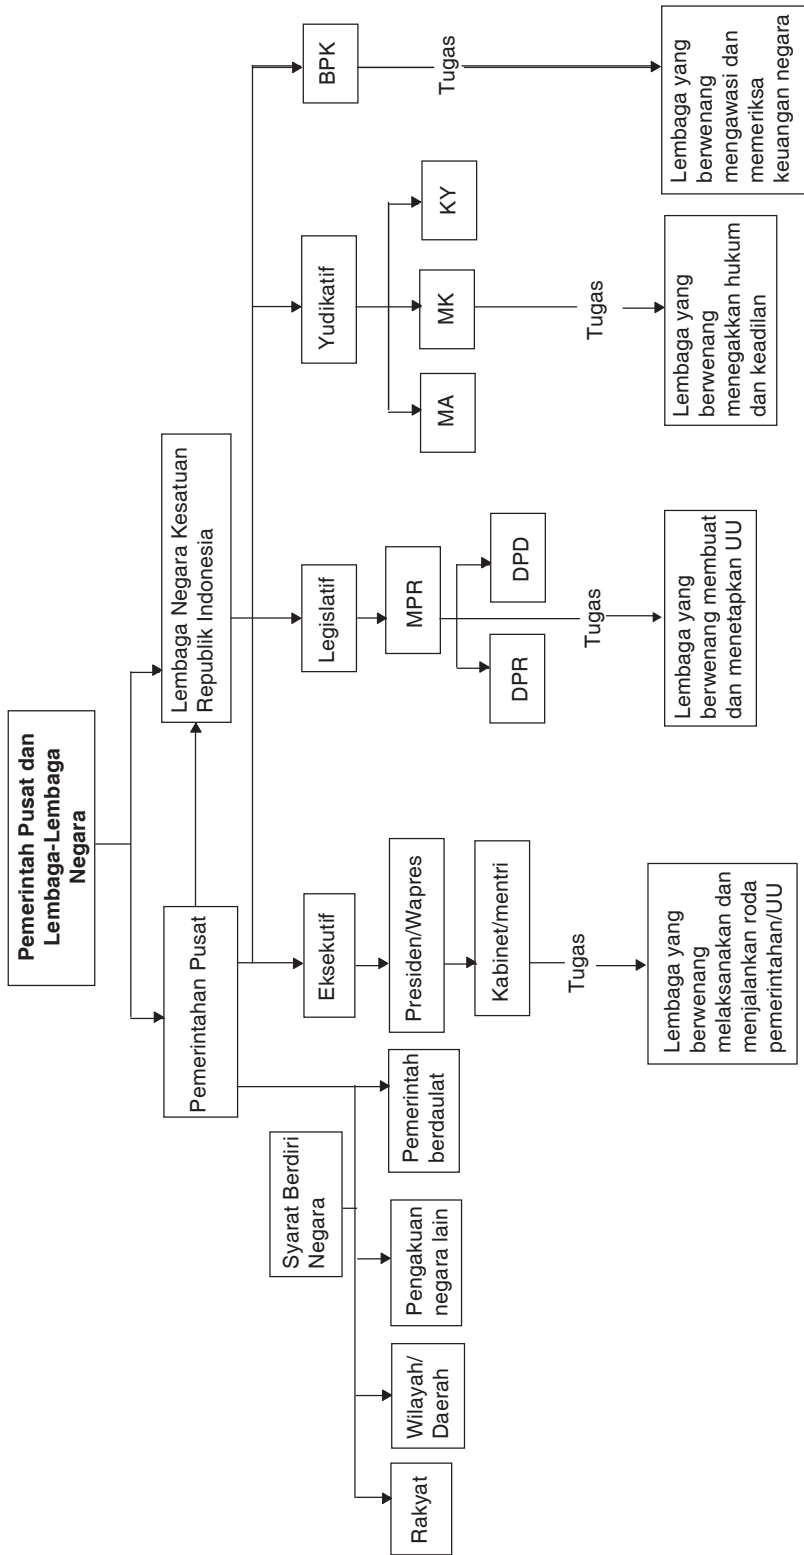 Pemerintah Pusat dan
Lembaga-Lembaga
Negara
Pemerintahan Pusat
Lembaga Negara Kesatuan
Republik Indonesia
Syarat Berdiri
Negara
Rakyat
Wilayah/
Daerah
Pengakuan
negara lain
Pemerintah
berdaulat
Eksekutif
Presiden/Wapres
Kabinet/mentri
Tugas
Lembaga yang
berwenang
melaksanakan dan
menjalankan roda
pemerintahan/UU
Legislatif
MPR
DPR
DPD
Tugas
Lembaga yang
berwenang membuat
dan menetapkan UU
Yudikatif
MA
MK
KY
Tugas
Lembaga yang
berwenang
menegakkan hukum
dan keadilan
BPK
Tugas
Lembaga yang
berwenang
mengawasi dan
memeriksa
keuangan negara